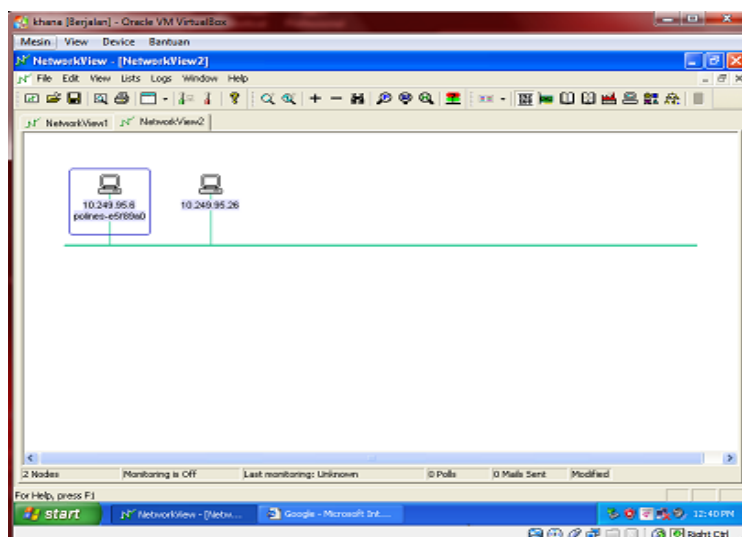 khana [Berjalan] - Oracle VM VirtualBox
Mesin View Device Bantuan
NetworkView - [NetworkView2]
File Edit View Lists Logs Window Help
NetworkView1 NetworkView2
10.249.95.6 10.249.95.26
polines-e5f89a0
2 Nodes Monitoring is Off Last monitoring: Unknown 0 Polls 0 Mails Sent Modified
For Help, press F1
start NetworkView - [Netw... Google - Microsoft Int... 12:40 PM
Right Ctrl